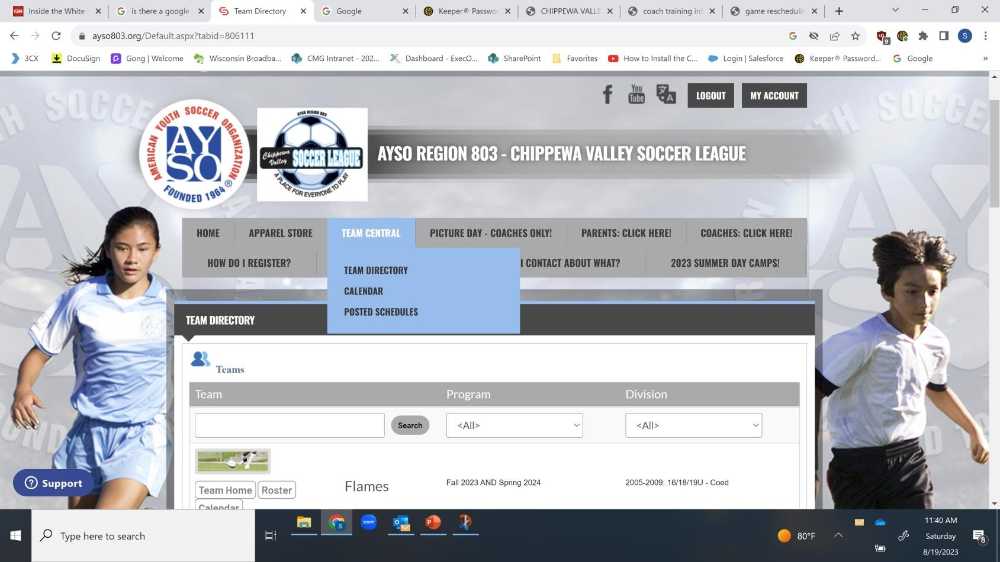 Inside the White
is there a google
Team Directory
Google
Keeper® Passwor
CHIPPEWA VALLE
coach training inf
game reschedulin
ayso803.org/Default.aspx?tabid=806111
9
S
3CX
DocuSign
Gong | Welcome
Wisconsin Broadba...
CMG Intranet - 202...
Dashboard - ExecO...
SharePoint
Favorites
How to Install the C...
Login | Salesforce
Keeper® Password...
Google
»
You
Tube
LOGOUT
MY ACCOUNT
AMERICAN YOUTH SOCCER ORGANIZATION
AY
SO
FOUNDED 1964
AYSO REGION 803
Chippewa
Valley
SOCCER LEAGUE
A PLACE FOR EVERYONE TO PLAY
AYSO REGION 803 - CHIPPEWA VALLEY SOCCER LEAGUE
HOME
APPAREL STORE
TEAM CENTRAL
PICTURE DAY - COACHES ONLY!
PARENTS: CLICK HERE!
COACHES: CLICK HERE!
HOW DO I REGISTER?
I CONTACT ABOUT WHAT?
2023 SUMMER DAY CAMPS!
TEAM DIRECTORY
CALENDAR
POSTED SCHEDULES
TEAM DIRECTORY
Teams
Team
Program
Division
Search
<All>
<All>
Team Home
Roster
Calendar
Flames
Fall 2023 AND Spring 2024
2005-2009: 16/18/19U - Coed
Support
Type here to search
zoom
80°F
11:40 AM
Saturday
8/19/2023
8